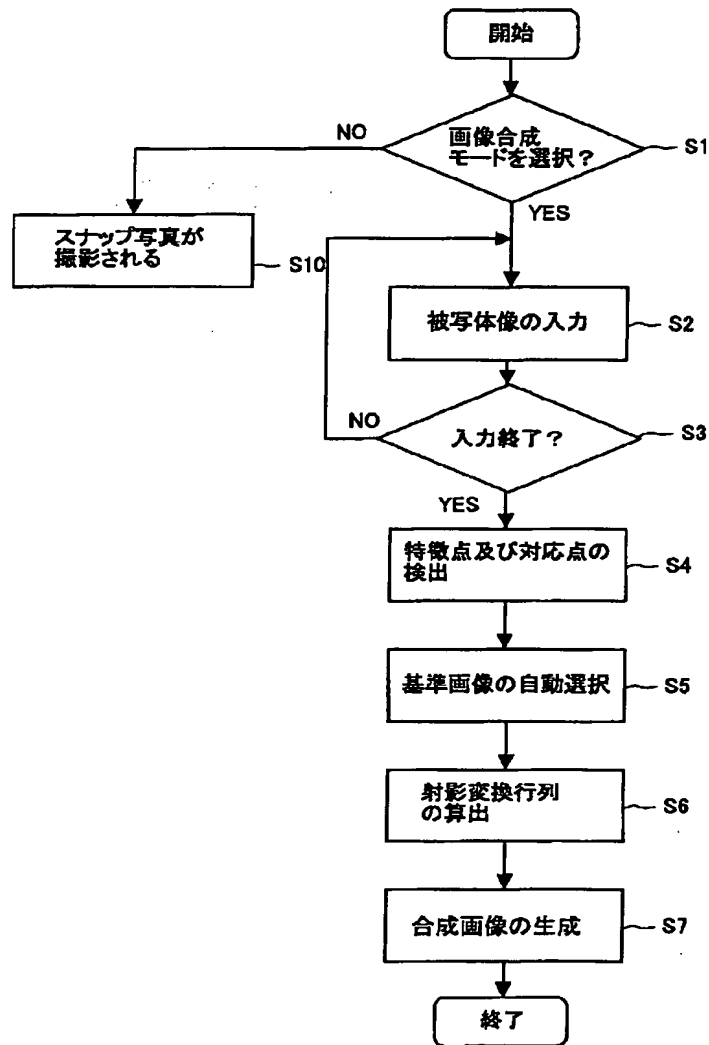 開始
画像合成
モードを選択？
S1
NO
YES
スナップ写真が
撮影される
S10
被写体像の入力
S2
入力終了？
S3
NO
YES
特徴点及び対応点の
検出
S4
基準画像の自動選択
S5
射影変換行列
の算出
S6
合成画像の生成
S7
終了